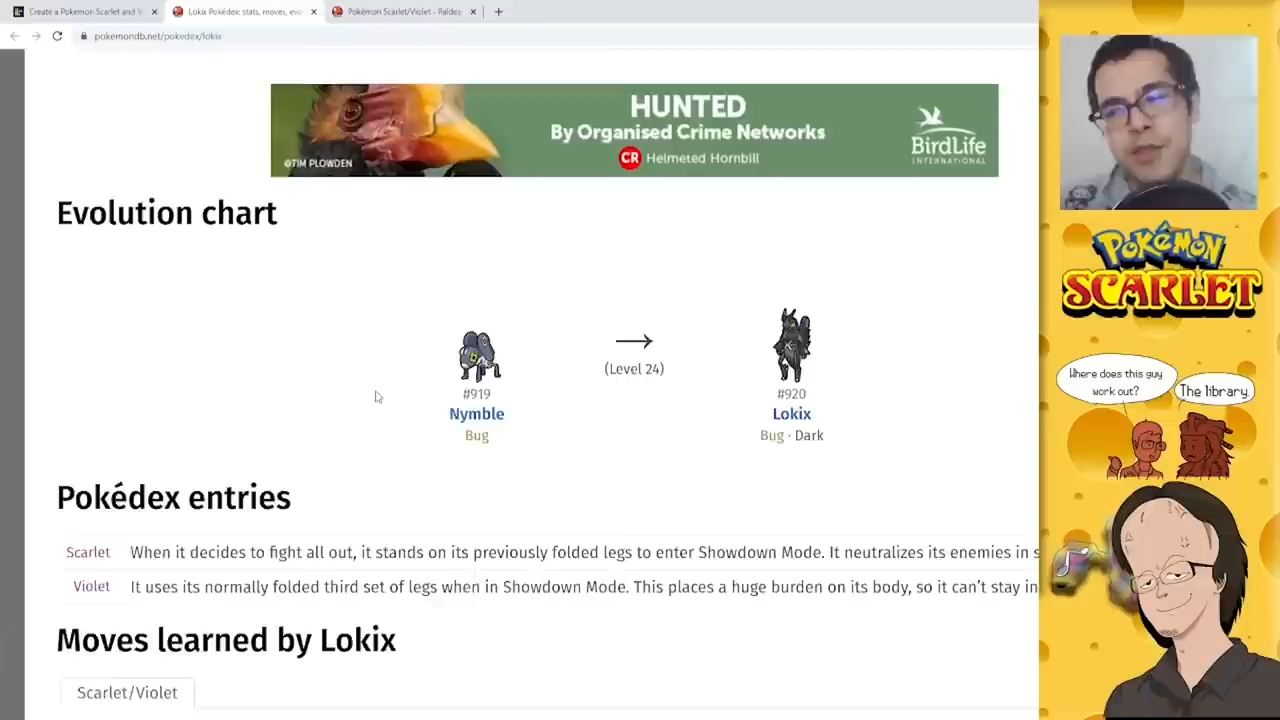 Create a Pokemon Scarlet and V
Lokix Pokédex: stats, moves, evo
Pokémon Scarlet/Violet - Paldea
pokemondb.net/pokedex/lokix
HUNTED
By Organised Crime Networks
CR Helmeted Hornbill
©TIM PLOWDEN
BirdLife
INTERNATIONAL
Evolution chart
(Level 24)
#919
Nymble
Bug
#920
Lokix
Bug · Dark
Pokédex entries
Scarlet When it decides to fight all out, it stands on its previously folded legs to enter Showdown Mode. It neutralizes its enemies in s
Violet It uses its normally folded third set of legs when in Showdown Mode. This places a huge burden on its body, so it can't stay in
Moves learned by Lokix
Scarlet/Violet
POKéMON
SCARLET
Where does this guy
work out?
The library.